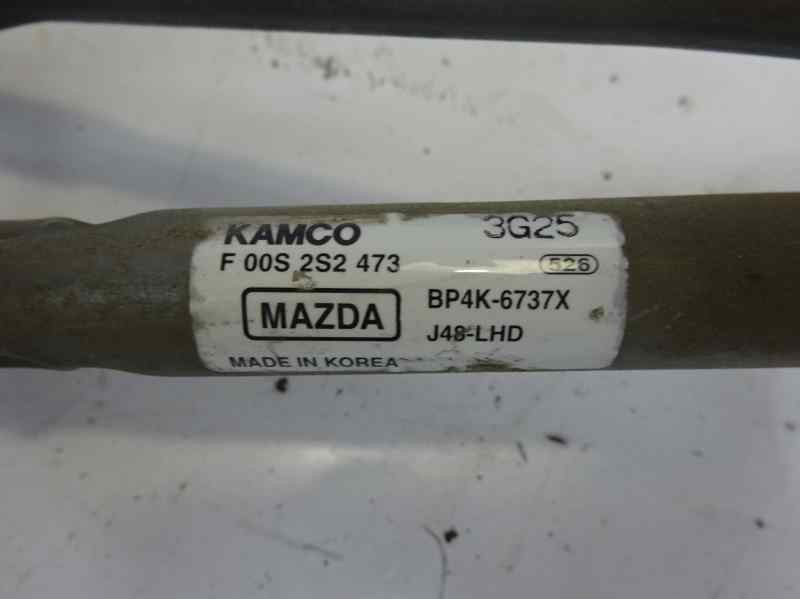 KAMCO 3G25
F 00S 2S2 473 526
MAZDA BP4K-6737X
J48-LHD
MADE IN KOREA